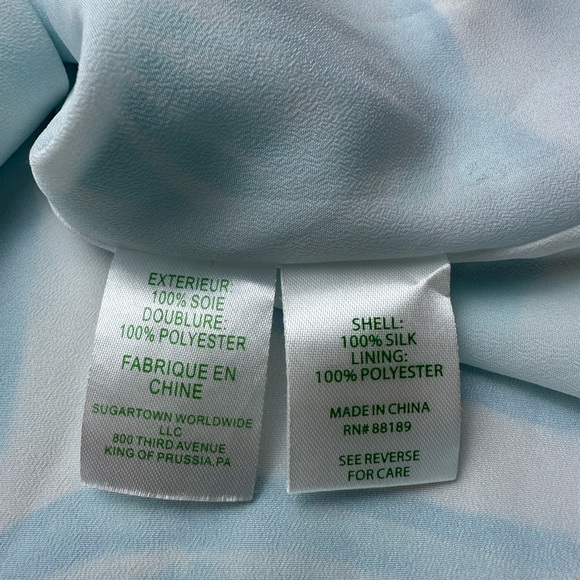 EXTERIEUR:
100% SOIE
DOUBLURE:
100% POLYESTER
FABRIQUE EN
CHINE
SUGARTOWN WORLDWIDE
LLC
800 THIRD AVENUE
KING OF PRUSSIA,PA
SHELL:
100% SILK
LINING:
100% POLYESTER
MADE IN CHINA
RN# 88189
SEE REVERSE
FOR CARE